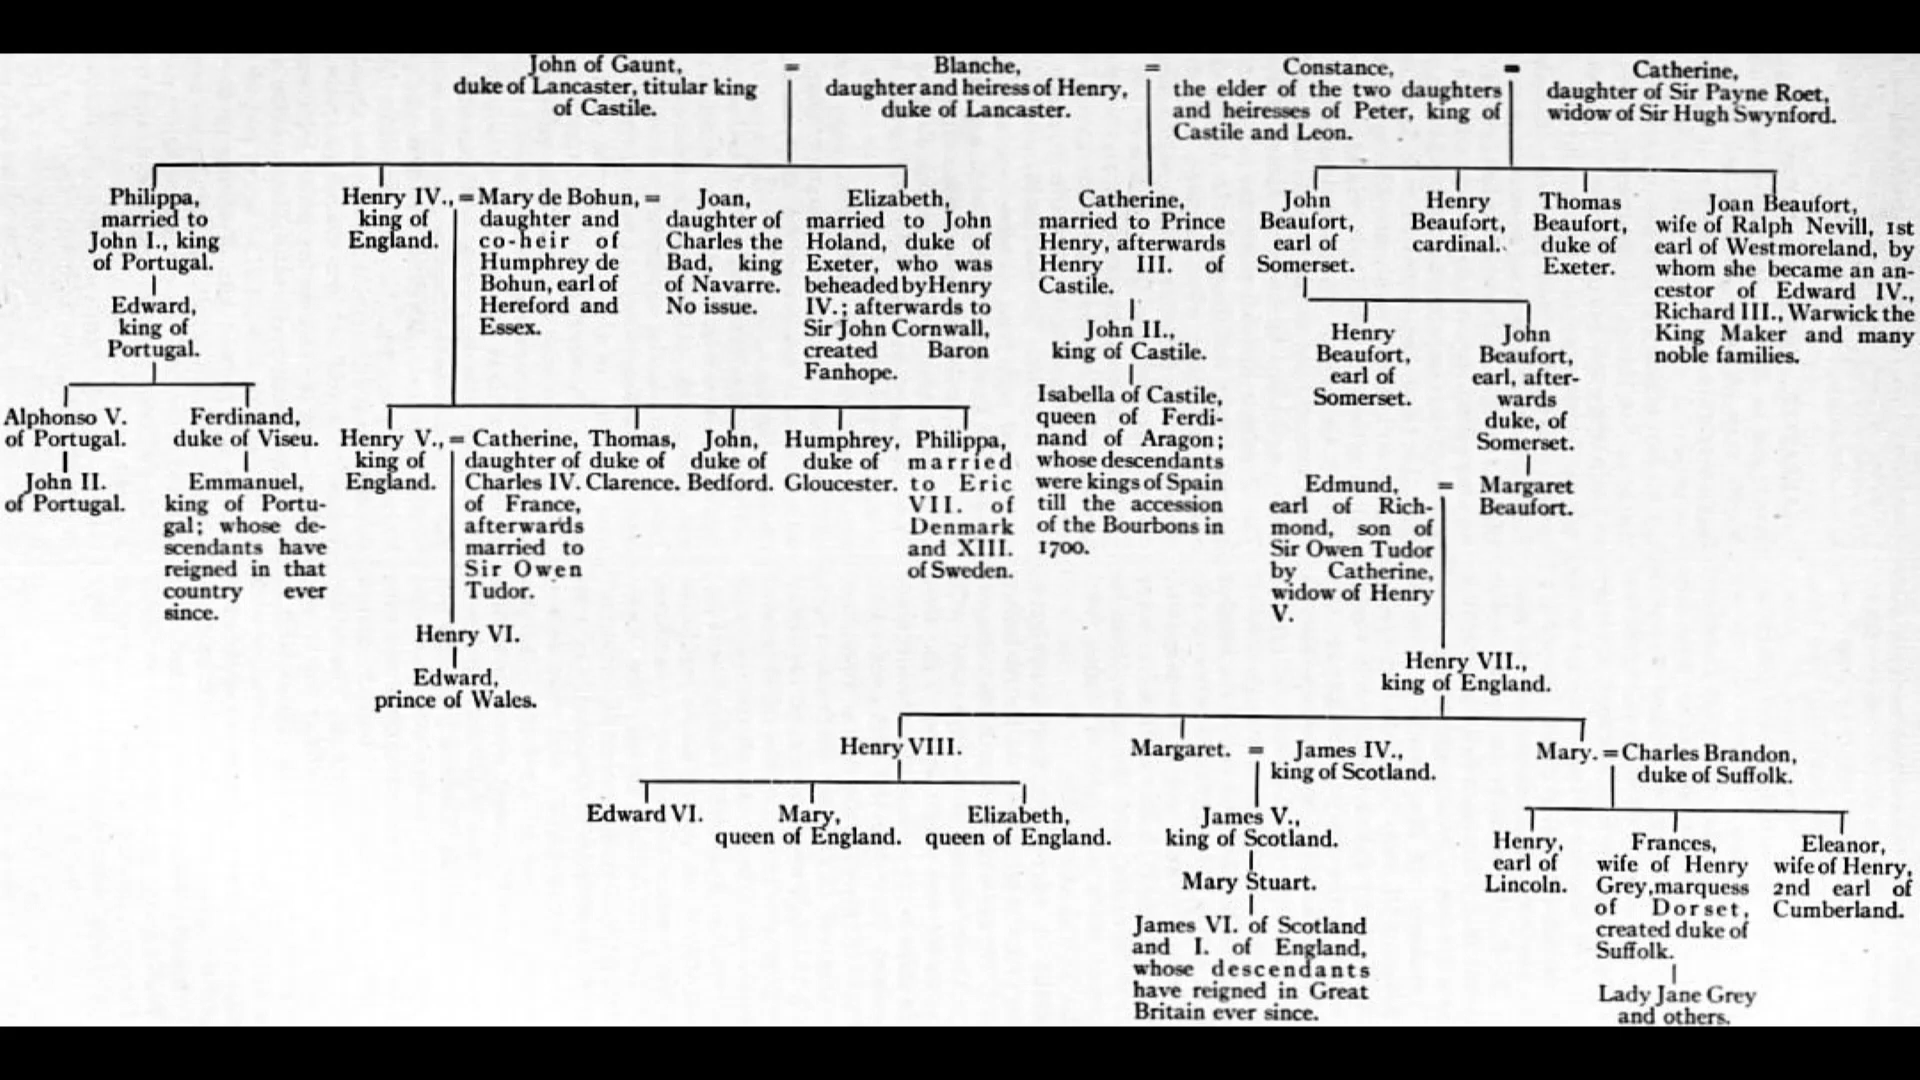 John of Gaunt,
duke of Lancaster, titular king
of Castile.
=
Blanche,
daughter and heiress of Henry,
duke of Lancaster.
=
Constance,
the elder of the two daughters
and heiresses of Peter, king of
Castile and Leon.
=
Catherine,
daughter of Sir Payne Roet,
widow of Sir Hugh Swynford.
Philippa,
married to
John I., king
of Portugal.
Henry IV.,
king of
England.
=
Mary de Bohun,
daughter and
co-heir of
Humphrey de
Bohun, earl of
Hereford and
Essex.
=
Joan,
daughter of
Charles the
Bad, king
of Navarre.
No issue.
Elizabeth,
married to John
Holand, duke of
Exeter, who was
beheaded by Henry
IV.; afterwards to
Sir John Cornwall,
created Baron
Fanhope.
Catherine,
married to Prince
Henry, afterwards
Henry III. of
Castile.
John
Beaufort,
earl of
Somerset.
Henry
Beaufort,
cardinal.
Thomas
Beaufort,
duke of
Exeter.
Joan Beaufort,
wife of Ralph Nevill, 1st
earl of Westmoreland, by
whom she became an an-
cestor of Edward IV.,
Richard III., Warwick the
King Maker and many
noble families.
Edward,
king of
Portugal.
John II.,
king of Castile.
Henry
Beaufort,
earl of
Somerset.
John
Beaufort,
earl, after-
wards
duke, of
Somerset.
Alphonso V.
of Portugal.
Ferdinand,
duke of Viseu.
Henry V.,
king of
England.
=
Catherine,
daughter of
Charles IV.
of France,
afterwards
married to
Sir Owen
Tudor.
Thomas,
duke of
Clarence.
John,
duke of
Bedford.
Humphrey,
duke of
Gloucester.
Philippa,
married
to Eric
VII. of
Denmark
and XIII.
of Sweden.
Isabella of Castile,
queen of Ferdi-
nand of Aragon;
whose descendants
were kings of Spain
till the accession
of the Bourbons in
1700.
John II.
of Portugal.
Emmanuel,
king of Portu-
gal; whose de-
scendants have
reigned in that
country ever
since.
Edmund,
earl of Rich-
mond, son of
Sir Owen Tudor
by Catherine,
widow of Henry
V.
=
Margaret
Beaufort.
Henry VI.
Edward,
prince of Wales.
Henry VII.,
king of England.
Henry VIII.
Margaret.
=
James IV.,
king of Scotland.
Mary.
=
Charles Brandon,
duke of Suffolk.
Edward VI.
Mary,
queen of England.
Elizabeth,
queen of England.
James V.,
king of Scotland.
Henry,
earl of
Lincoln.
Frances,
wife of Henry
Grey, marquess
of Dorset,
created duke of
Suffolk.
Eleanor,
wife of Henry,
2nd earl of
Cumberland.
Mary Stuart.
James VI. of Scotland
and I. of England,
whose descendants
have reigned in Great
Britain ever since.
Lady Jane Grey
and others.